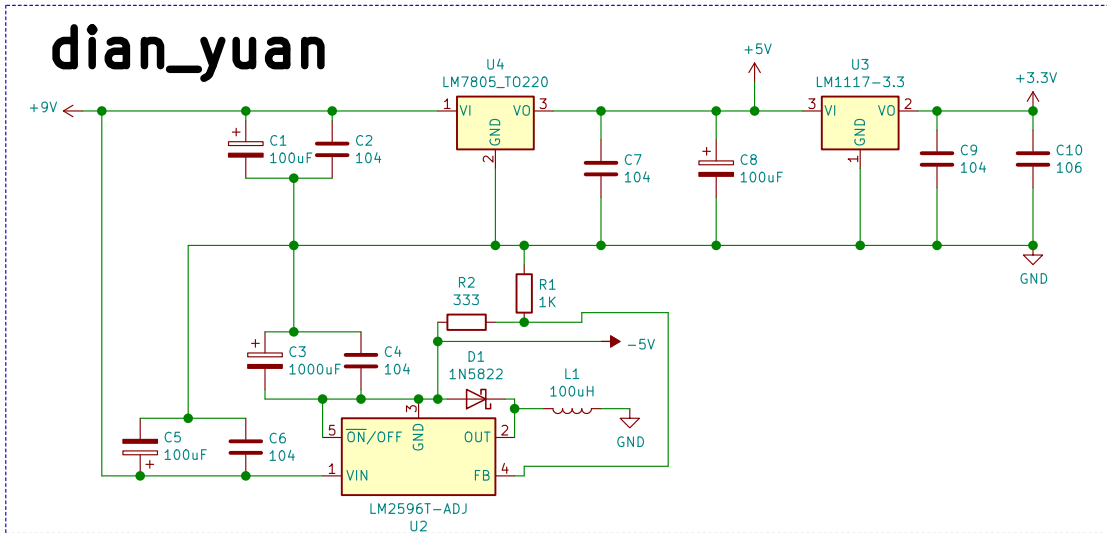 dian_yuan
+9V
+
C1
100uF
C2
104
U4
LM7805_TO220
1
VI
VO
3
GND
2
C7
104
+
C8
100uF
+5V
U3
LM1117-3.3
3
VI
VO
2
GND
1
C9
104
+3.3V
C10
106
GND
R2
333
R1
1K
-5V
+
C3
1000uF
C4
104
D1
1N5822
L1
100uH
GND
C5
100uF
+
C6
104
5
ON/OFF
3
GND
OUT
2
1
VIN
FB
4
LM2596T-ADJ
U2